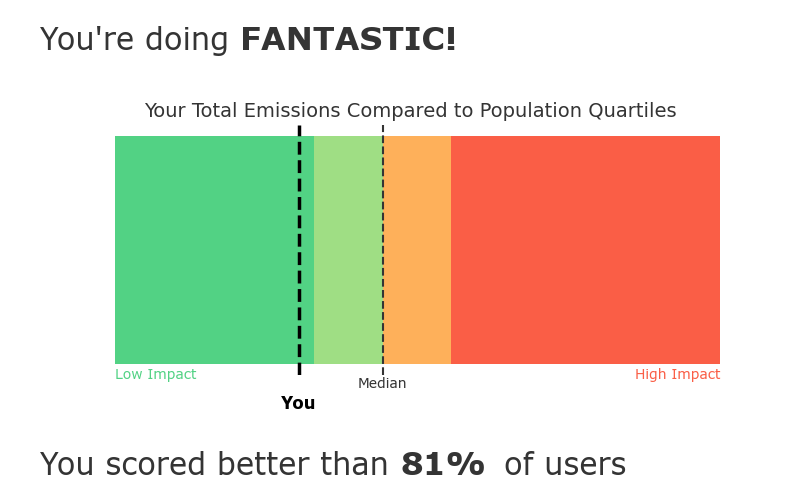 You're doing FANTASTIC!
Your Total Emissions Compared to Population Quartiles
Low Impact
Median
High Impact
You
You scored better than 81% of users